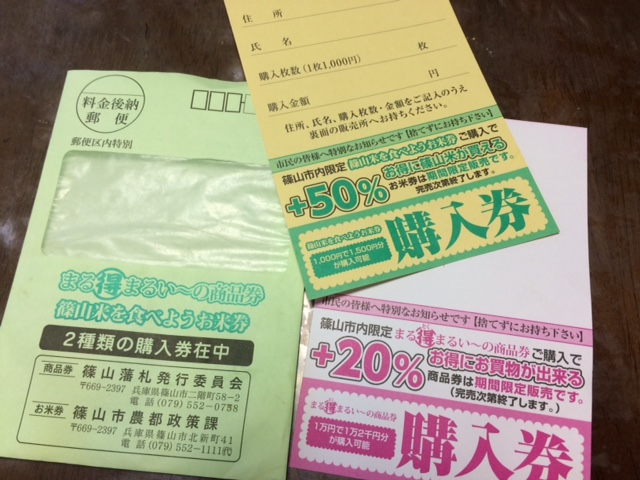 料金後納
郵便
郵便区内特別
まる得まるい〜の商品券
篠山米を食べようお米券
2種類の購入券在中
商品券 篠山藩札発行委員会
〒669-2397 兵庫県篠山市二階町58-2
電話 (079) 552-0758
お米券 篠山市農都政策課
〒669-2397 兵庫県篠山市北新町41
電話 (079) 552-1111㈹
住所
氏名
購入枚数 (1枚1,000円) 枚
購入金額 円
住所、氏名、購入枚数・金額をご記入のうえ
裏面の販売所へお持ちください。
市民の皆様へ特別なお知らせです【捨てずにお持ち下さい】
篠山市内限定 篠山米を食べようお米券 ご購入で
+50% お得に篠山米が買える
お米券は期間限定販売です。
完売次第終了します。
篠山米を食べようお米券
1,000円で1,500円分
が購入可能
購入券
市民の皆様へ特別なお知らせです【捨てずにお持ち下さい】
篠山市内限定 まる得まるい〜の商品券 ご購入で
+20% お得にお買物が出来る
商品券は期間限定販売です。
(完売次第終了します。)
まる得まるい〜の商品券
1万円で1万2千円分
が購入可能
購入券